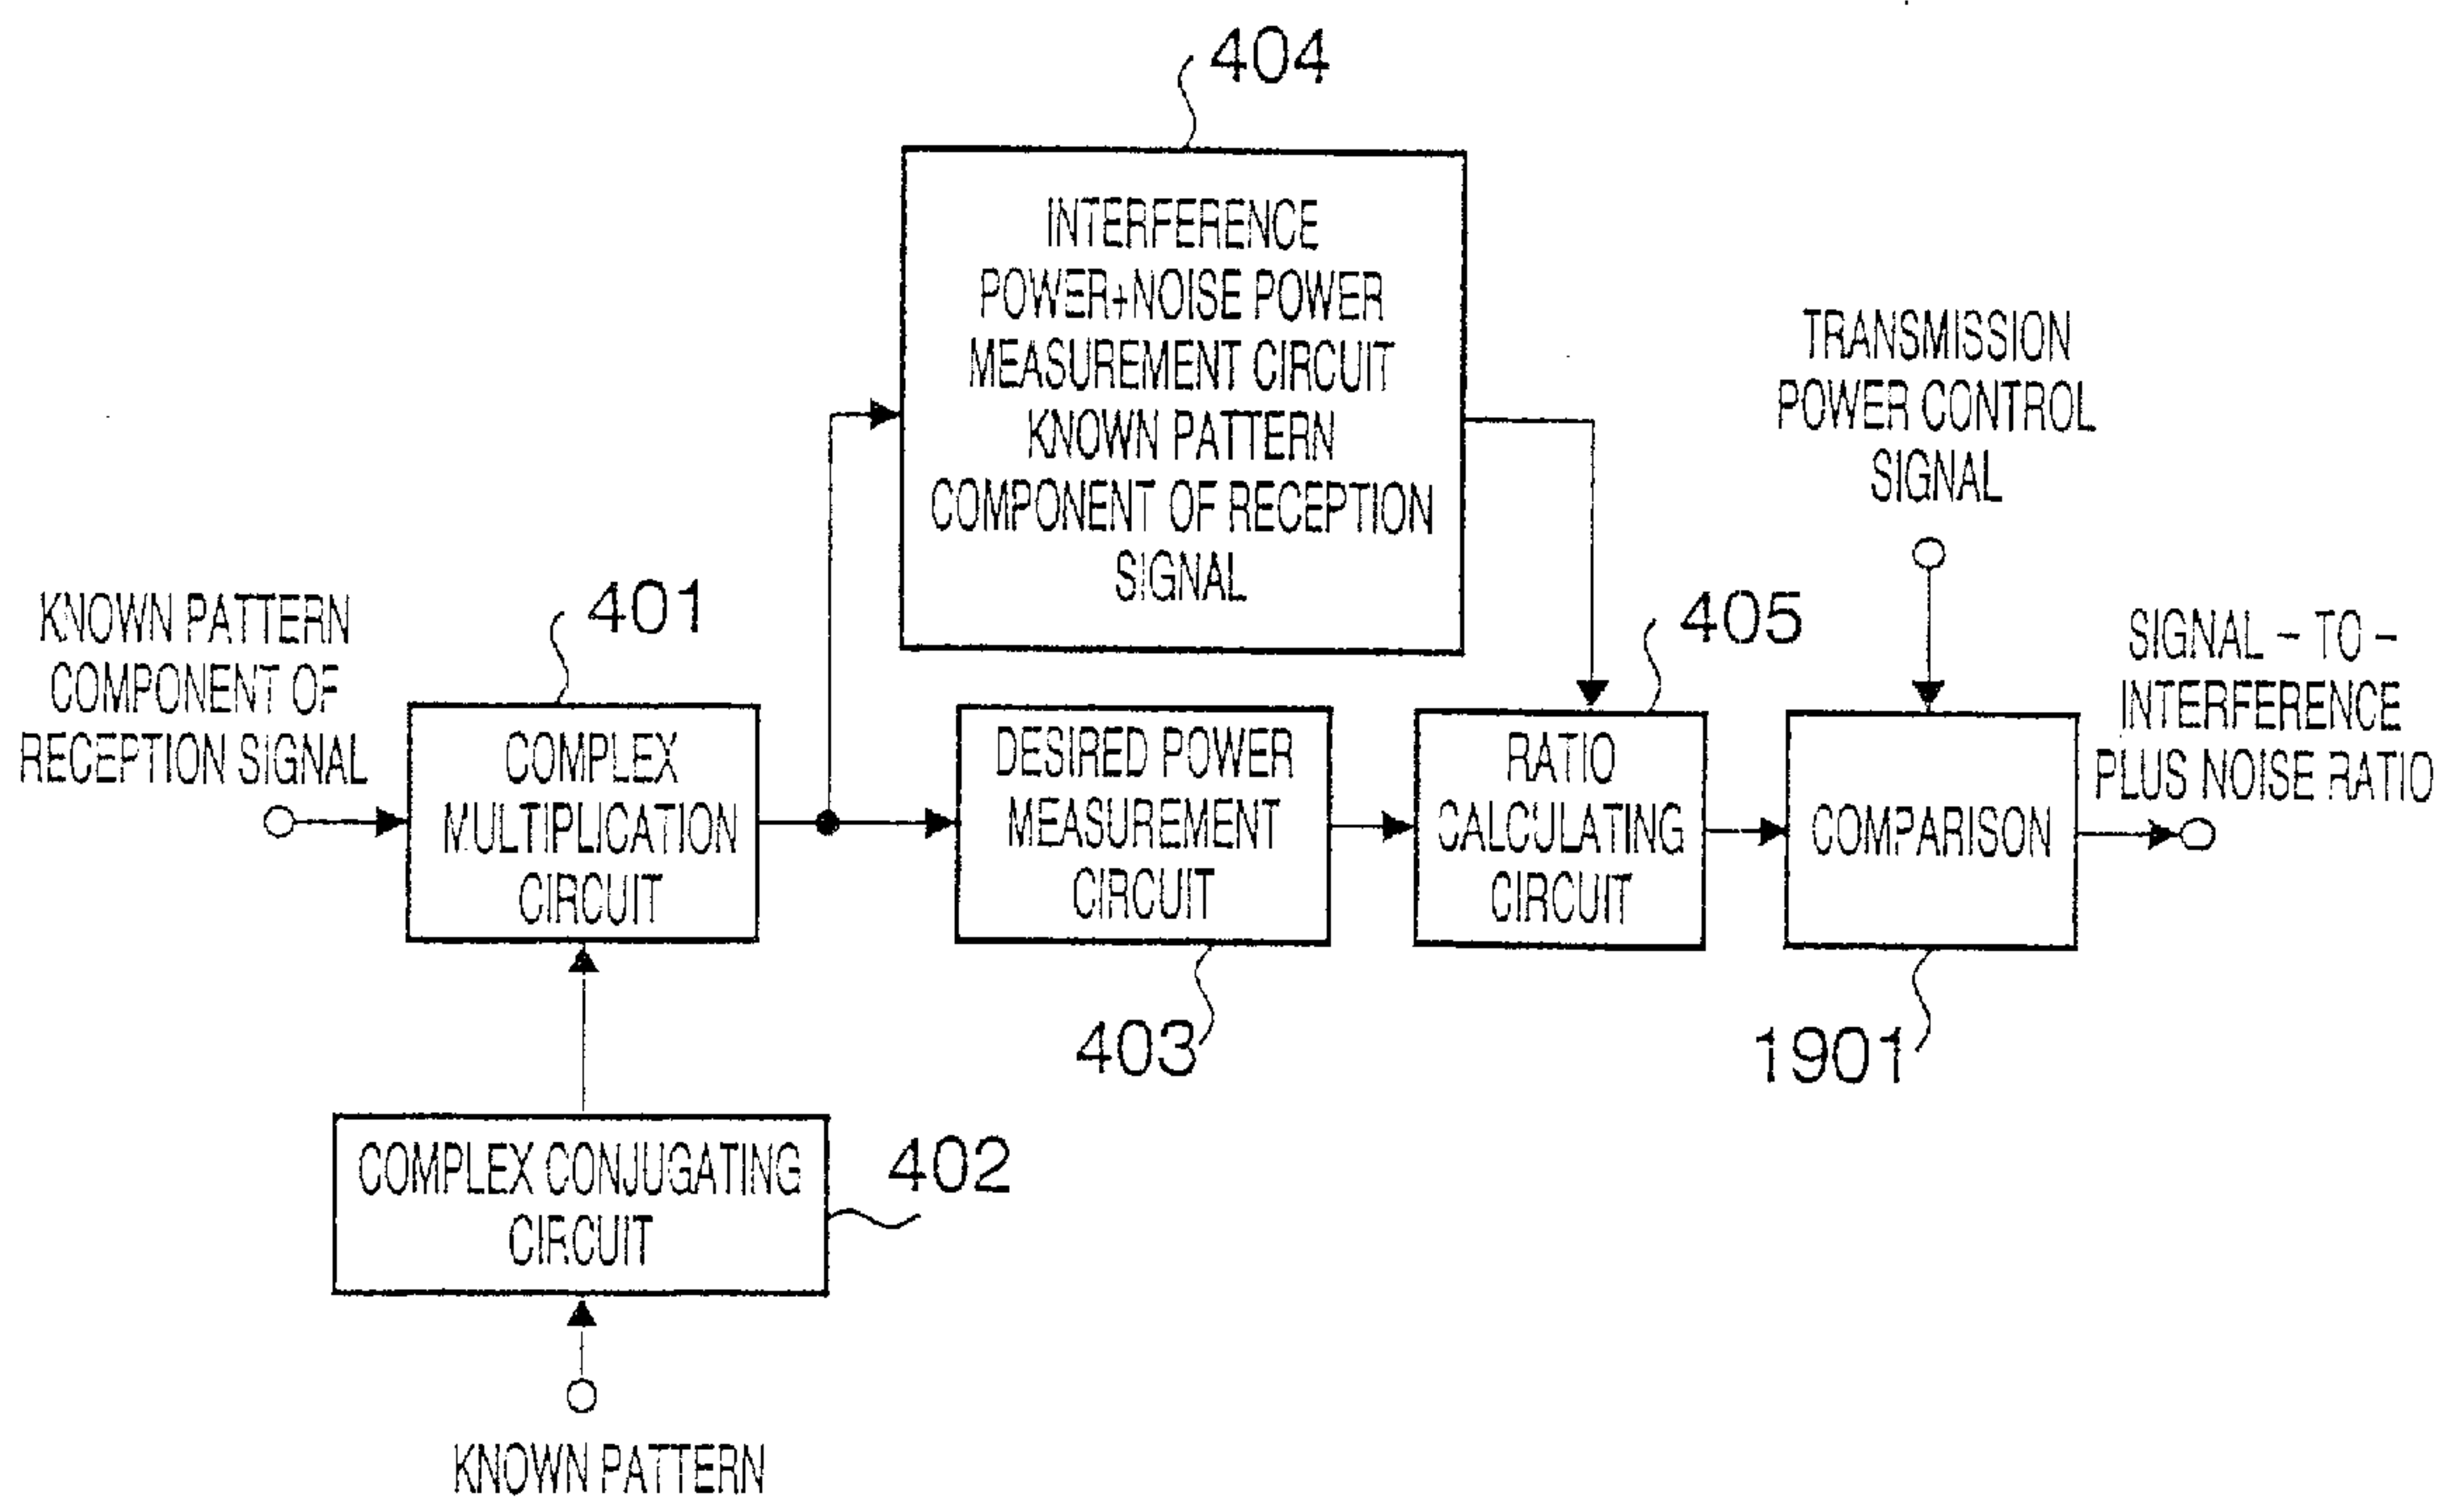 404
INTERFERENCE
POWER+NOISE POWER
MEASUREMENT CIRCUIT
KNOWN PATTERN
COMPONENT OF RECEPTION
SIGNAL
TRANSMISSION
POWER CONTROL
SIGNAL
KNOWN PATTERN
COMPONENT OF
RECEPTION SIGNAL
401
COMPLEX
MULTIPLICATION
CIRCUIT
DESIRED POWER
MEASUREMENT
CIRCUIT
403
405
RATIO
CALCULATING
CIRCUIT
COMPARISON
1901
SIGNAL - TO -
INTERFERENCE
PLUS NOISE RATIO
COMPLEX CONJUGATING
CIRCUIT
402
KNOWN PATTERN